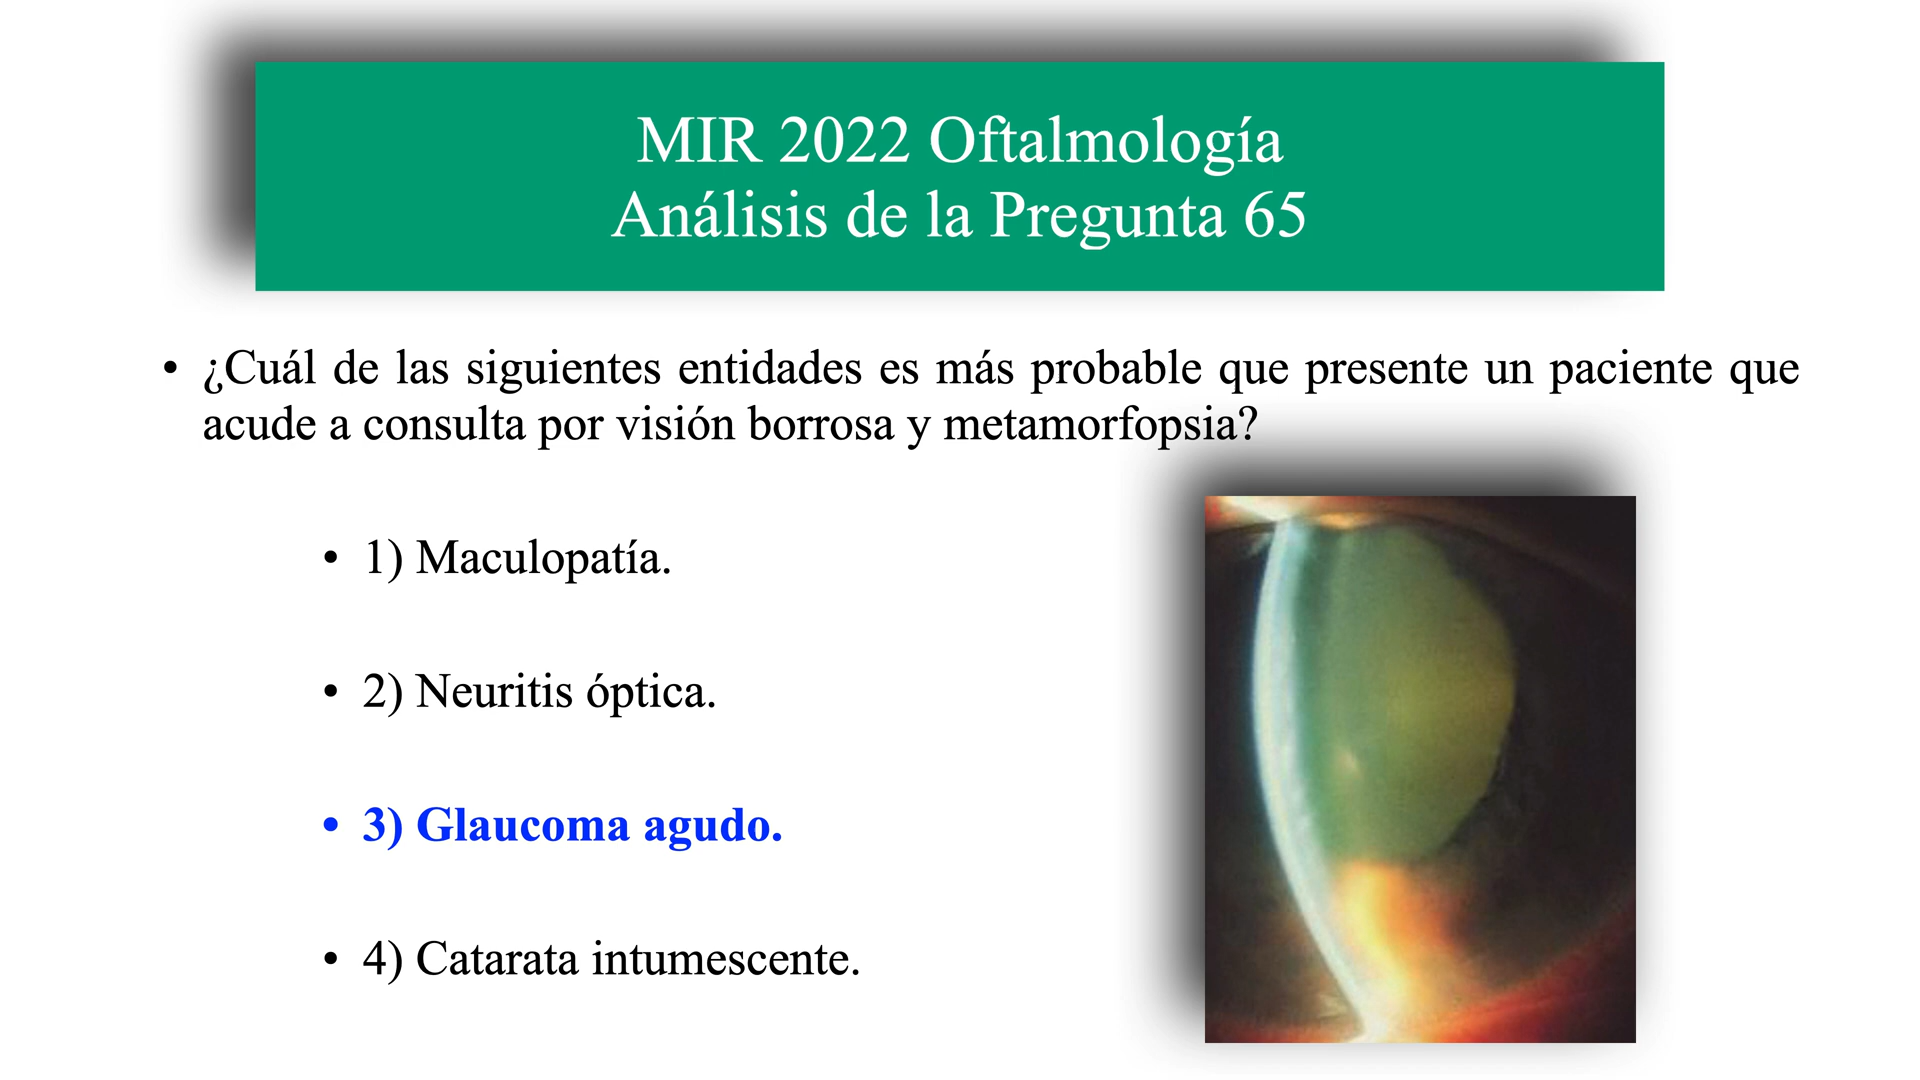 MIR 2022 Oftalmología
Análisis de la Pregunta 65
• ¿Cuál de las siguientes entidades es más probable que presente un paciente que
acude a consulta por visión borrosa y metamorfopsia?
• 1) Maculopatía.
• 2) Neuritis óptica.
• 3) Glaucoma agudo.
• 4) Catarata intumescente.